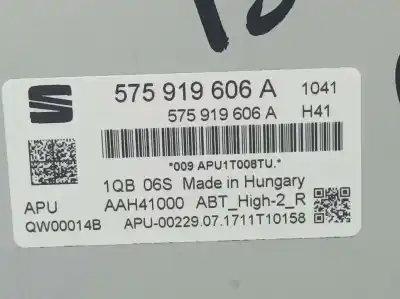 575 919 606 A 1041
575 919 606 A H41
*009 APU1T008TU.*
1QB 06S Made in Hungary
APU AAH41000 ABT_High-2_R
QW00014B APU-00229.07.1711T10158